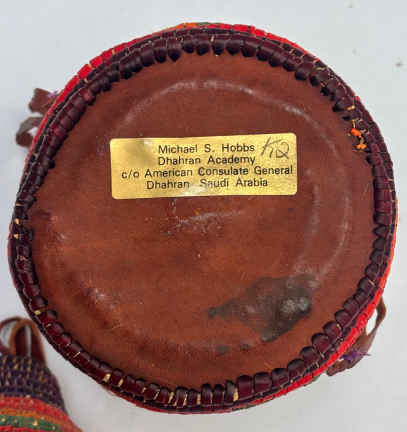 Michael S. Hobbs
Dhahran Academy
c/o American Consulate General
Dhahran, Saudi Arabia